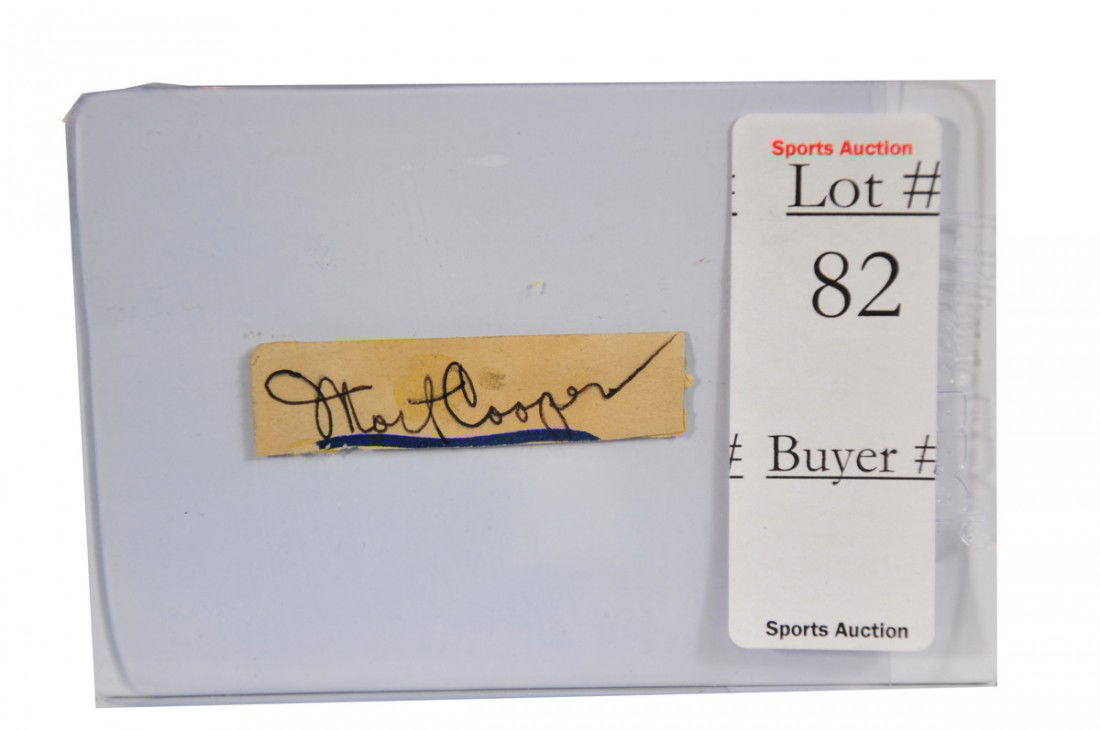 Mort Cooper
Sports Auction
Lot #
82
# Buyer #
Sports Auction